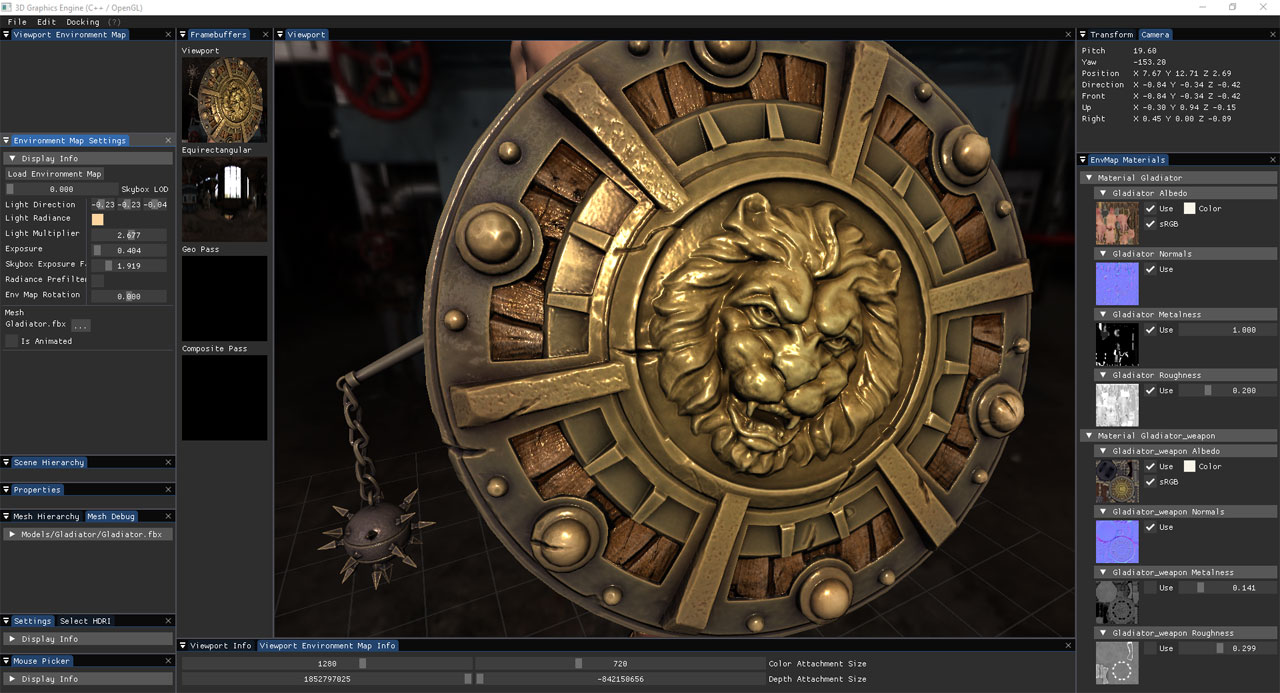 3D Graphics Engine (C++ / OpenGL)
File Edit Docking (?)
Viewport Environment Map
Environment Map Settings
Display Info
Load Environment Map
0.000 Skybox LOD
Light Direction -0.23 -0.23 -0.04
Light Radiance
Light Multiplier 2.677
Exposure 0.484
Skybox Exposure F
1.919
Radiance Prefilter
Env Map Rotation 0.000
Mesh
Gladiator.fbx ...
Is Animated
Scene Hierarchy
Properties
Mesh Hierarchy Mesh Debug
Models/Gladiator/Gladiator.fbx
Settings Select HDRI
Display Info
Mouse Picker
Display Info
Framebuffers
Viewport
Equirectangular
Geo Pass
Composite Pass
Viewport
Viewport Info Viewport Environment Map Info
1280 720 Color Attachment Size
1852797025 -842150656 Depth Attachment Size
Transform Camera
Pitch 19.60
Yaw -153.20
Position X 7.67 Y 12.71 Z 2.69
Direction X -0.84 Y -0.34 Z -0.42
Front X -0.84 Y -0.34 Z -0.42
Up X -0.30 Y 0.94 Z -0.15
Right X 0.45 Y 0.00 Z -0.89
EnvMap Materials
Material Gladiator
Gladiator Albedo
Use Color
sRGB
Gladiator Normals
Use
Gladiator Metalness
Use 1.000
Gladiator Roughness
Use 0.200
Material Gladiator_weapon
Gladiator_weapon Albedo
Use Color
sRGB
Gladiator_weapon Normals
Use
Gladiator_weapon Metalness
Use 0.141
Gladiator_weapon Roughness
Use 0.299